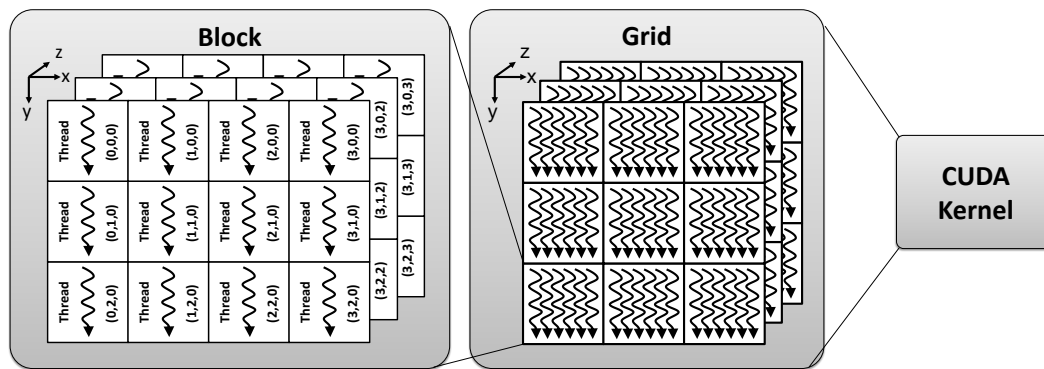 Block
z
x
y
Thread
(0,0,0)
Thread
(1,0,0)
Thread
(2,0,0)
Thread
(3,0,0)
(3,0,2)
(3,0,3)
Thread
(0,1,0)
Thread
(1,1,0)
Thread
(2,1,0)
Thread
(3,1,0)
(3,1,2)
(3,1,3)
Thread
(0,2,0)
Thread
(1,2,0)
Thread
(2,2,0)
Thread
(3,2,0)
(3,2,2)
(3,2,3)
Grid
z
x
y
CUDA
Kernel